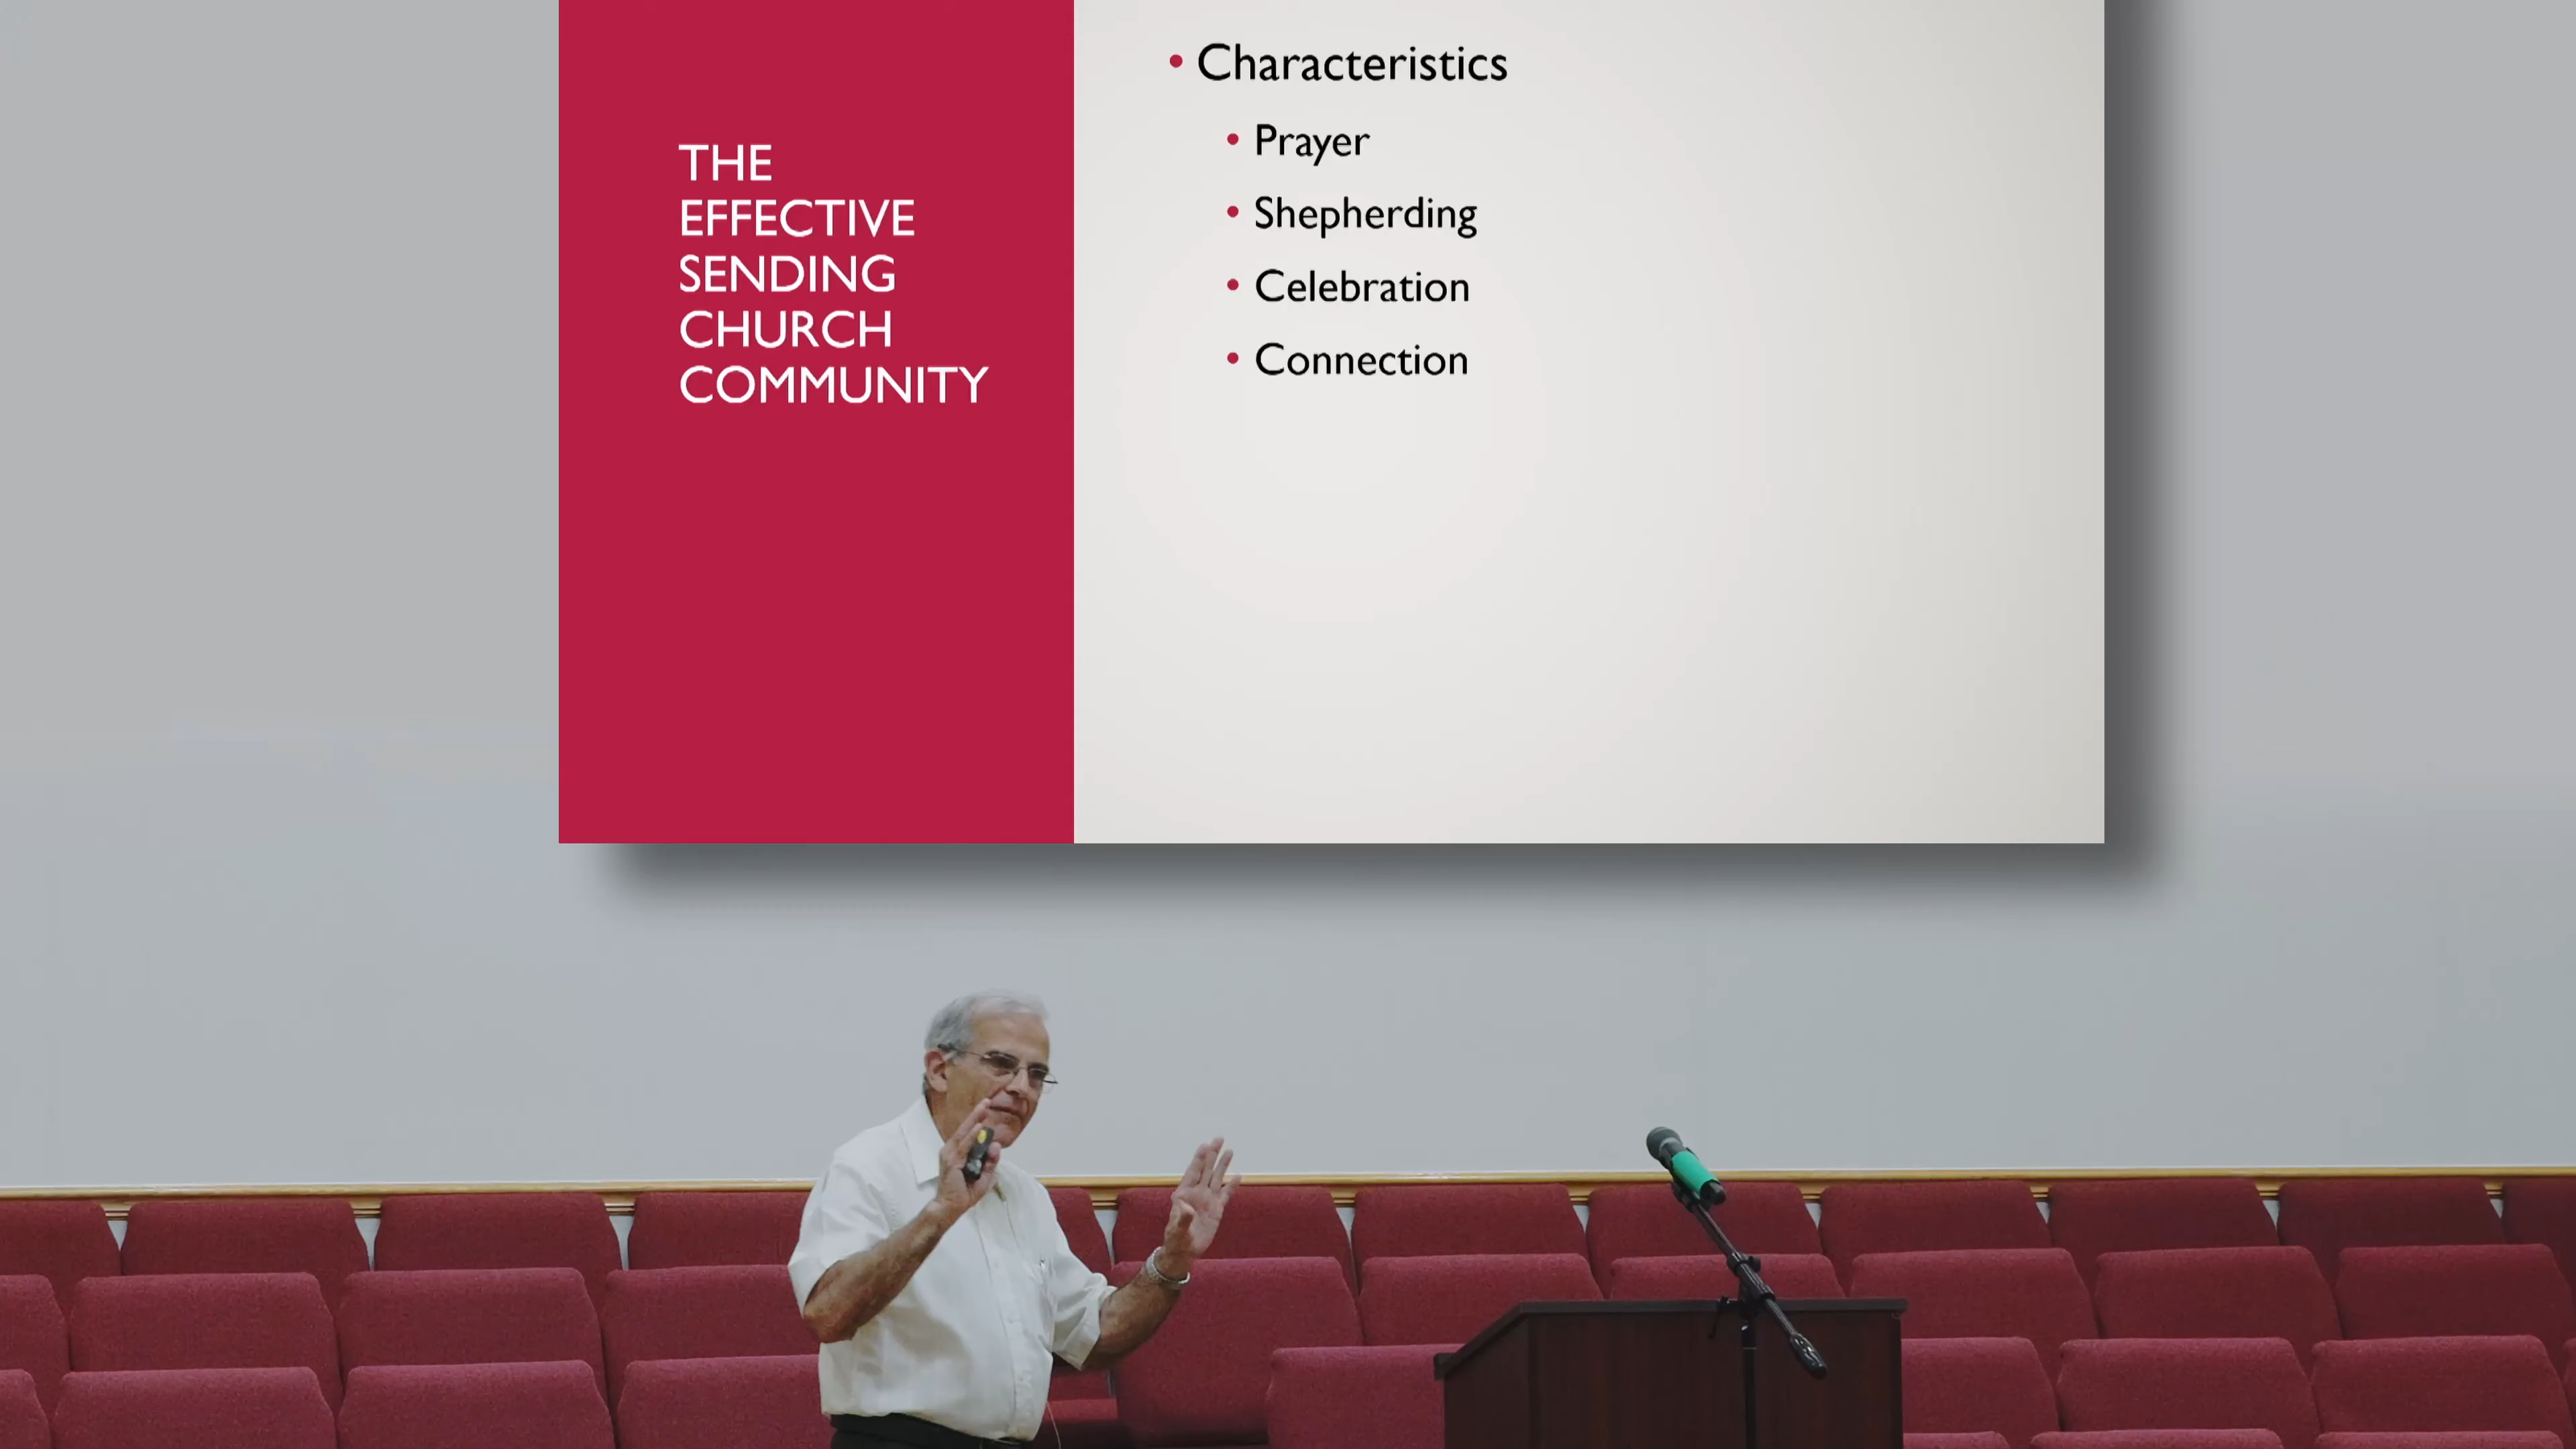 THE
EFFECTIVE
SENDING
CHURCH
COMMUNITY
• Characteristics
• Prayer
• Shepherding
• Celebration
• Connection